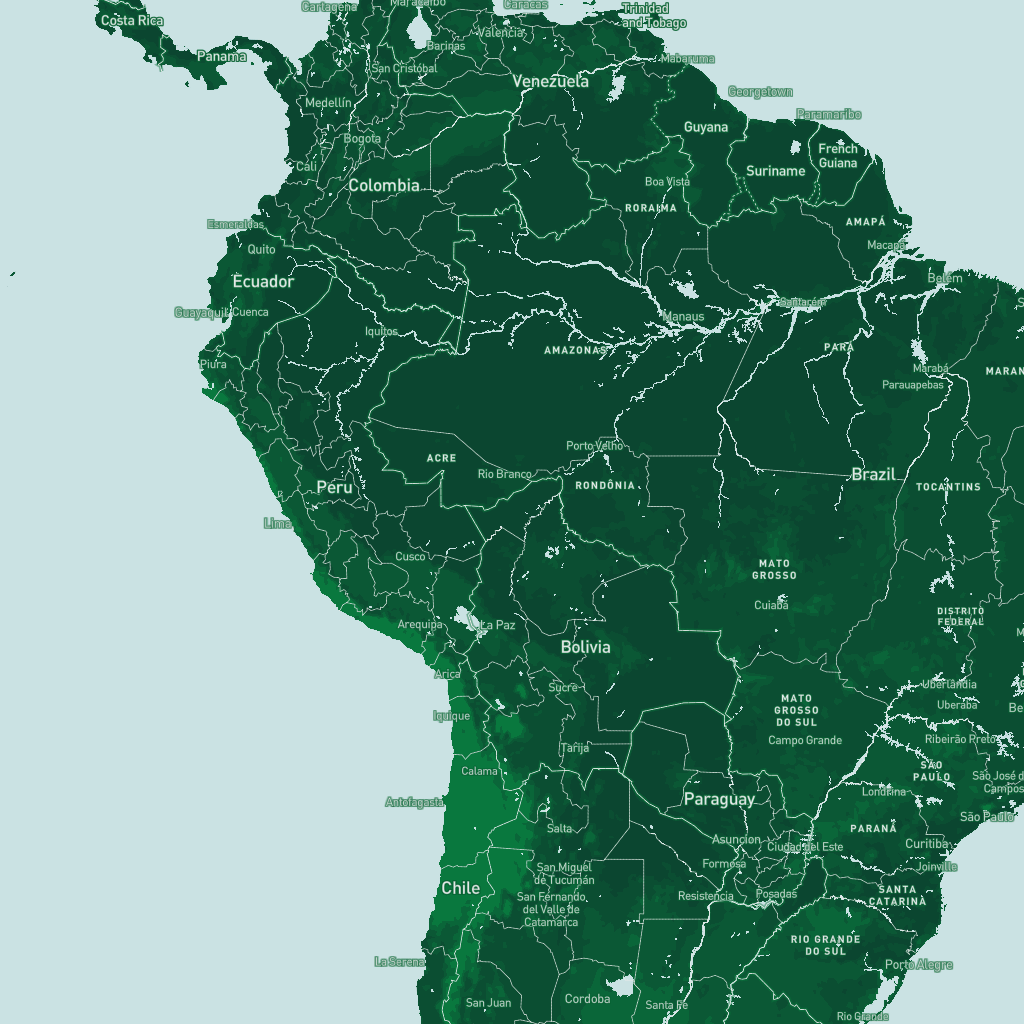 Cartagena
Maracaibo
Caracas
Trinidad
and Tobago
Costa Rica
Panama
Barinas
Valencia
San Cristóbal
Venezuela
Mabaruma
Georgetown
Medellín
Paramaribo
Guyana
Bogota
French
Guiana
Cali
Suriname
Colombia
Boa Vista
RORAIMA
Esmeraldas
AMAPÁ
Quito
Macapá
Ecuador
Belém
Guayaquil
Cuenca
Santarém
Manaus
Iquitos
AMAZONAS
PARÁ
Piura
Marabá
MARAN
Parauapebas
Porto Velho
ACRE
Rio Branco
Brazil
Peru
RONDÔNIA
TOCANTINS
Lima
Cusco
MATO
GROSSO
Cuiabá
DISTRITO
FEDERAL
Arequipa
La Paz
Bolivia
Arica
Sucre
Uberlândia
MATO
GROSSO
DO SUL
Uberaba
Be
Iquique
Campo Grande
Ribeirão Preto
Tarija
SÃO
PAULO
Calama
São José d
Campos
Londrina
Antofagasta
Paraguay
São Paulo
Salta
PARANÁ
Asuncion
Ciudad del Este
Curitiba
Formosa
San Miguel
de Tucumán
Joinville
Chile
San Fernando
del Valle de
Catamarca
Resistencia
Posadas
SANTA
CATARINA
RIO GRANDE
DO SUL
La Serena
Porto Alegre
San Juan
Cordoba
Santa Fe
Rio Grande